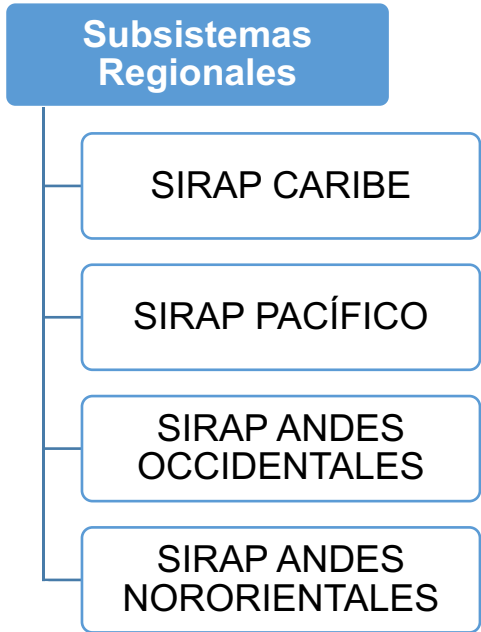 Subsistemas
Regionales
SIRAP CARIBE
SIRAP PACÍFICO
SIRAP ANDES
OCCIDENTALES
SIRAP ANDES
NORORIENTALES